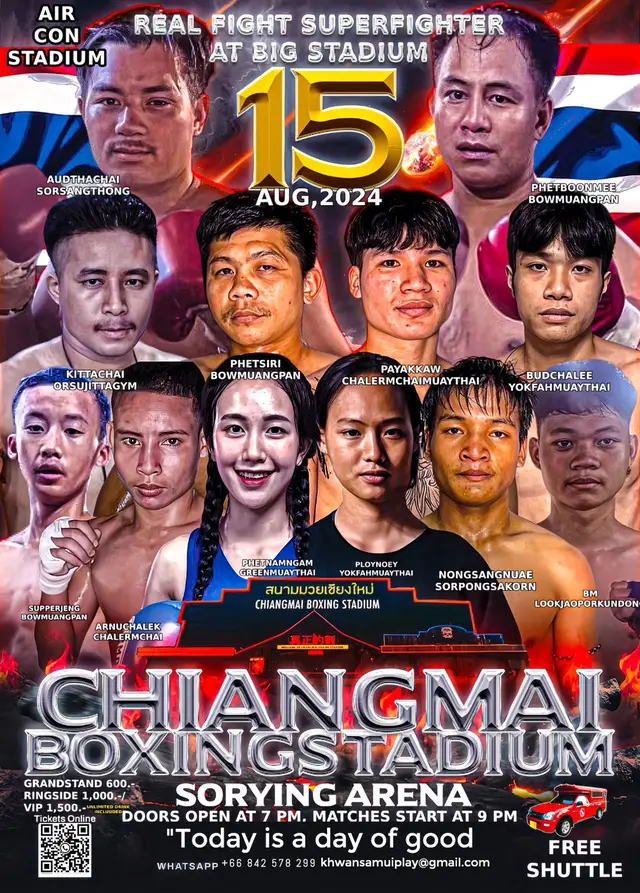 AIR
CON
STADIUM
REAL FIGHT SUPERFIGHTER
AT BIG STADIUM
15
AUG,2024
AUDTHACHAI
SORSANGTHONG
PHETBOONMEE
BOWMUANGPAN
KITTACHAI
ORSUJITTAGYM
PHETSIRI
BOWMUANGPAN
PAYAKKAW
CHALERMCHAIMUAYTHAI
BUDCHALEE
YOKFAHMUAYTHAI
SUPPERJENG
BOWMUANGPAN
ARNUCHALEK
CHALERMCHAI
PHETNAMNGAM
GREENMUAYTHAI
PLOYNOEY
YOKFAHMUAYTHAI
NONGSANGNUAE
SORPONGSAKORN
BM
LOOKJAOPORKUNDON
สนามมวยเชียงใหม่
CHIANGMAI BOXING STADIUM
CHIANGMAI
BOXINGSTADIUM
GRANDSTAND 600.-
RINGSIDE 1,000.-/
VIP 1,500.-
Tickets Online
SORYING ARENA
DOORS OPEN AT 7 PM. MATCHES START AT 9 PM
"Today is a day of good
WHATSAPP +66 842 578 299 khwansamuiplay@gmail.com
FREE
SHUTTLE